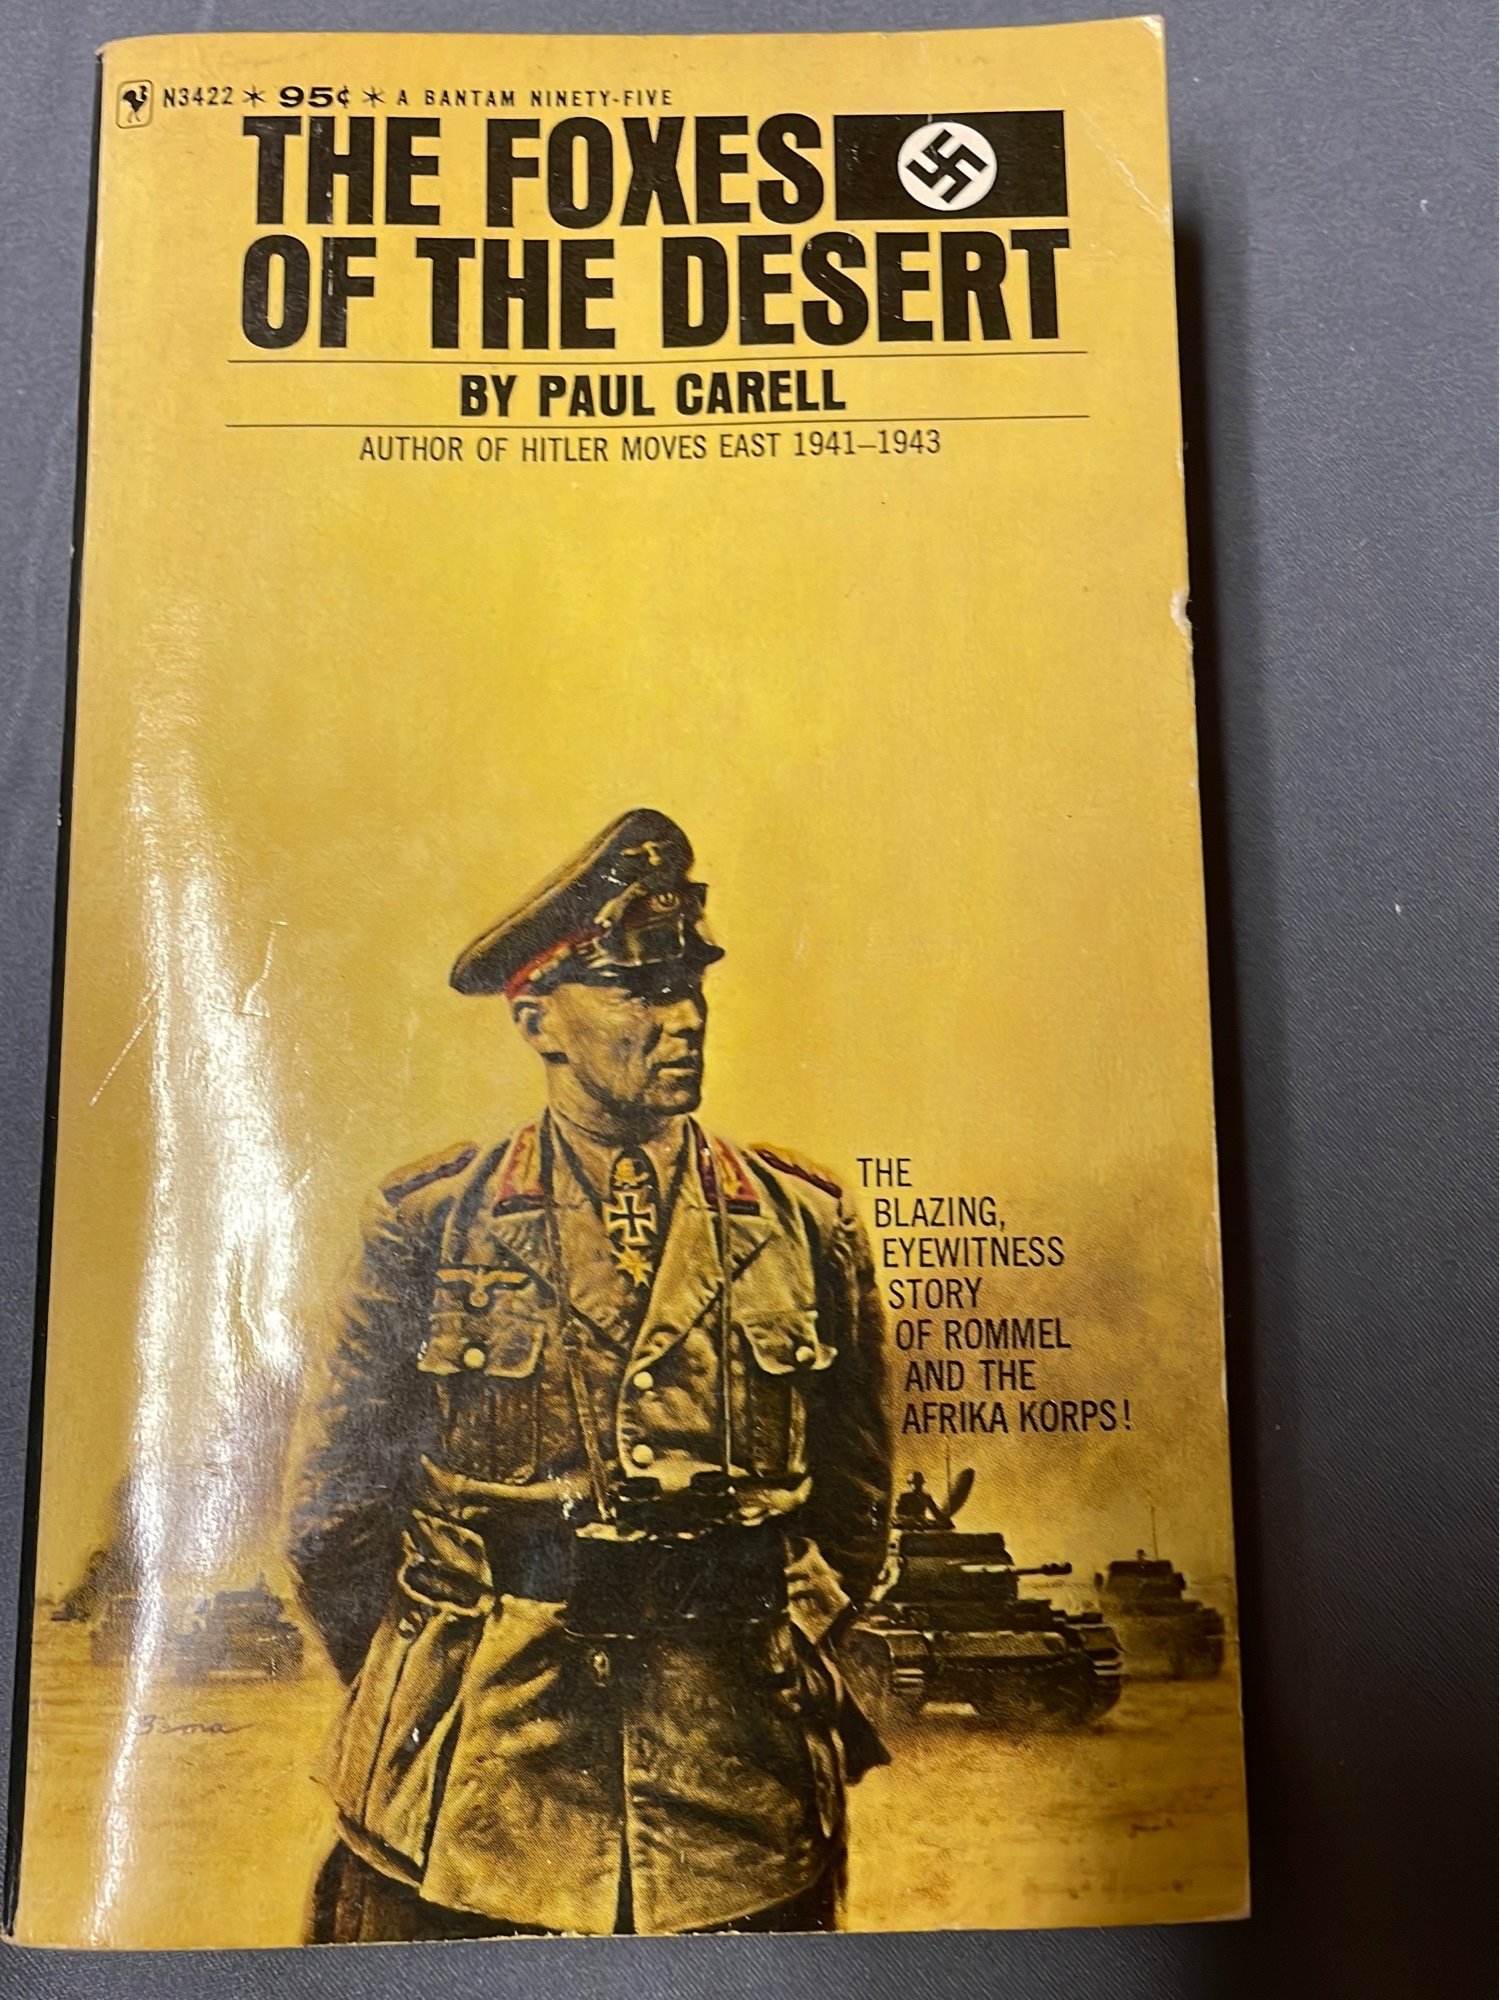 N3422 * 95¢ * A BANTAM NINETY-FIVE
THE FOXES
OF THE DESERT
BY PAUL CARELL
AUTHOR OF HITLER MOVES EAST 1941–1943
THE
BLAZING,
EYEWITNESS
STORY
OF ROMMEL
AND THE
AFRIKA KORPS!